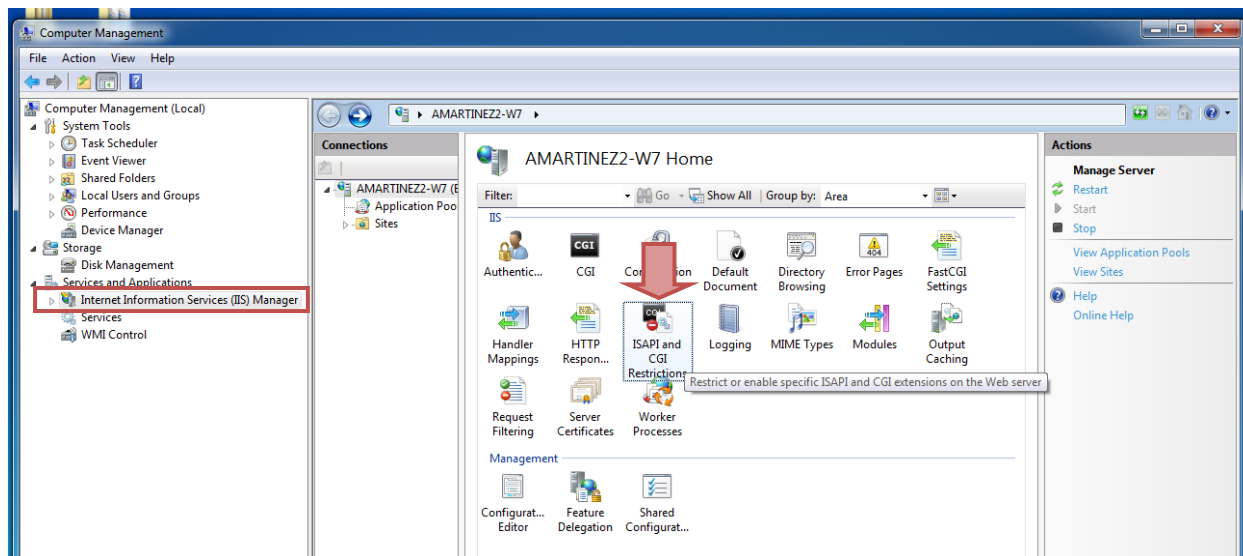 Computer Management
File Action View Help
Computer Management (Local)
System Tools
Task Scheduler
Event Viewer
Shared Folders
Local Users and Groups
Performance
Device Manager
Storage
Disk Management
Services and Applications
Internet Information Services (IIS) Manager
Services
WMI Control
AMARTINEZ2-W7
Connections
AMARTINEZ2-W7 (E
Application Poo
Sites
AMARTINEZ2-W7 Home
Filter: Go Show All Group by: Area
IIS
Authentic...
CGI
Default
Document
Directory
Browsing
Error Pages
FastCGI
Settings
Handler
Mappings
HTTP
Respon...
ISAPI and
CGI
Restrictions
Logging
MIME Types
Modules
Output
Caching
Restrict or enable specific ISAPI and CGI extensions on the Web server
Request
Filtering
Server
Certificates
Worker
Processes
Management
Configurat...
Editor
Feature
Delegation
Shared
Configurat...
Actions
Manage Server
Restart
Start
Stop
View Application Pools
View Sites
Help
Online Help